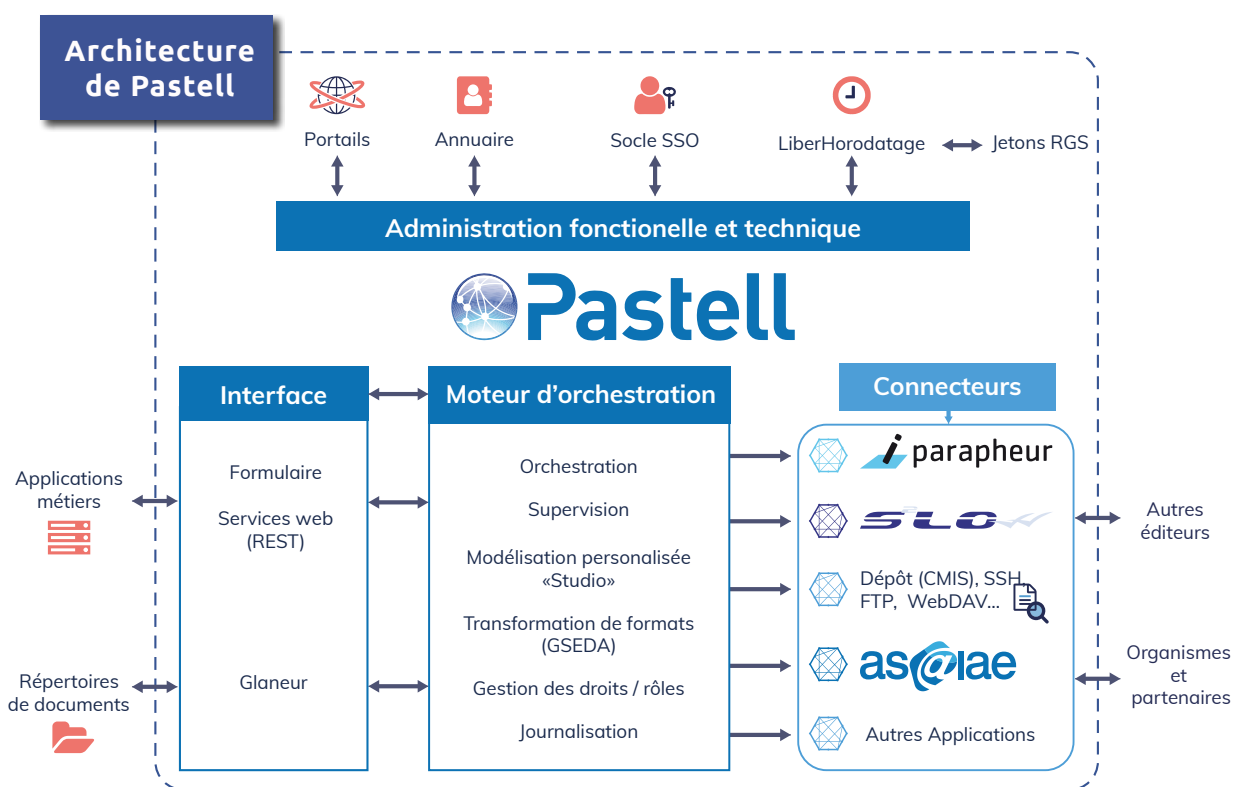 Architecture
de Pastell
Portails
Annuaire
Socle SSO
LiberHorodatage
Jetons RGS
Administration fonctionelle et technique
Pastell
Interface
Moteur d'orchestration
Connecteurs
Applications
métiers
Répertoires
de documents
Formulaire
Services web
(REST)
Glaneur
Orchestration
Supervision
Modélisation personalisée
«Studio»
Transformation de formats
(GSEDA)
Gestion des droits / rôles
Journalisation
i parapheur
S²LOW
Dépôt (CMIS), SSH,
FTP, WebDAV...
as@lae
Autres Applications
Autres
éditeurs
Organismes
et
partenaires